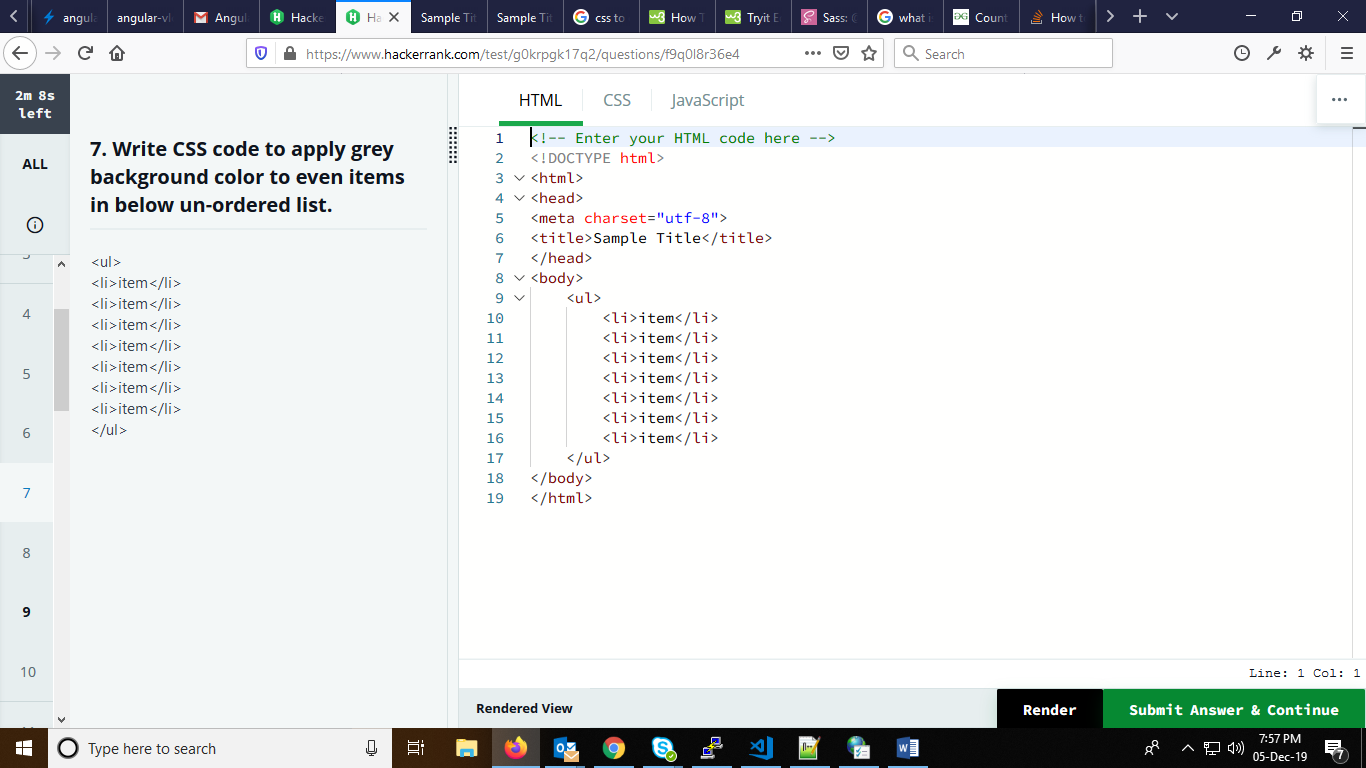 angula
angular-vl
Angul
Hacke
Ha
Sample Tit
Sample Tit
css to
How T
Tryit E
Sass: 
what i
Count
How to
https://www.hackerrank.com/test/g0krpgk17q2/questions/f9q0l8r36e4
Search
2m 8s
left
ALL
4
5
6
7
8
9
10
7. Write CSS code to apply grey
background color to even items
in below un-ordered list.
<ul>
<li>item</li>
<li>item</li>
<li>item</li>
<li>item</li>
<li>item</li>
<li>item</li>
<li>item</li>
</ul>
HTML CSS JavaScript
1 <!-- Enter your HTML code here -->
2 <!DOCTYPE html>
3 <html>
4 <head>
5 <meta charset="utf-8">
6 <title>Sample Title</title>
7 </head>
8 <body>
9 <ul>
10 <li>item</li>
11 <li>item</li>
12 <li>item</li>
13 <li>item</li>
14 <li>item</li>
15 <li>item</li>
16 <li>item</li>
17 </ul>
18 </body>
19 </html>
Line: 1 Col: 1
Rendered View
Render
Submit Answer & Continue
Type here to search
7:57 PM
05-Dec-19
7